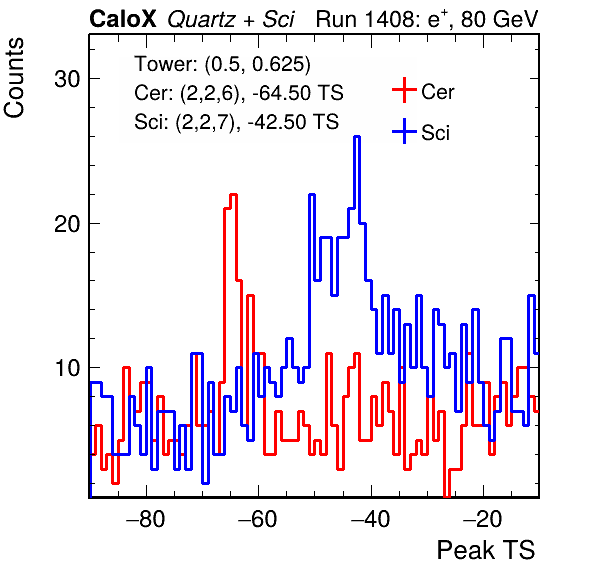 CaloX Quartz + Sci Run 1408: e⁺, 80 GeV
Counts
Tower: (0.5, 0.625)
Cer: (2,2,6), -64.50 TS
Sci: (2,2,7), -42.50 TS
Cer
Sci
30
20
10
−80 −60 −40 −20
Peak TS